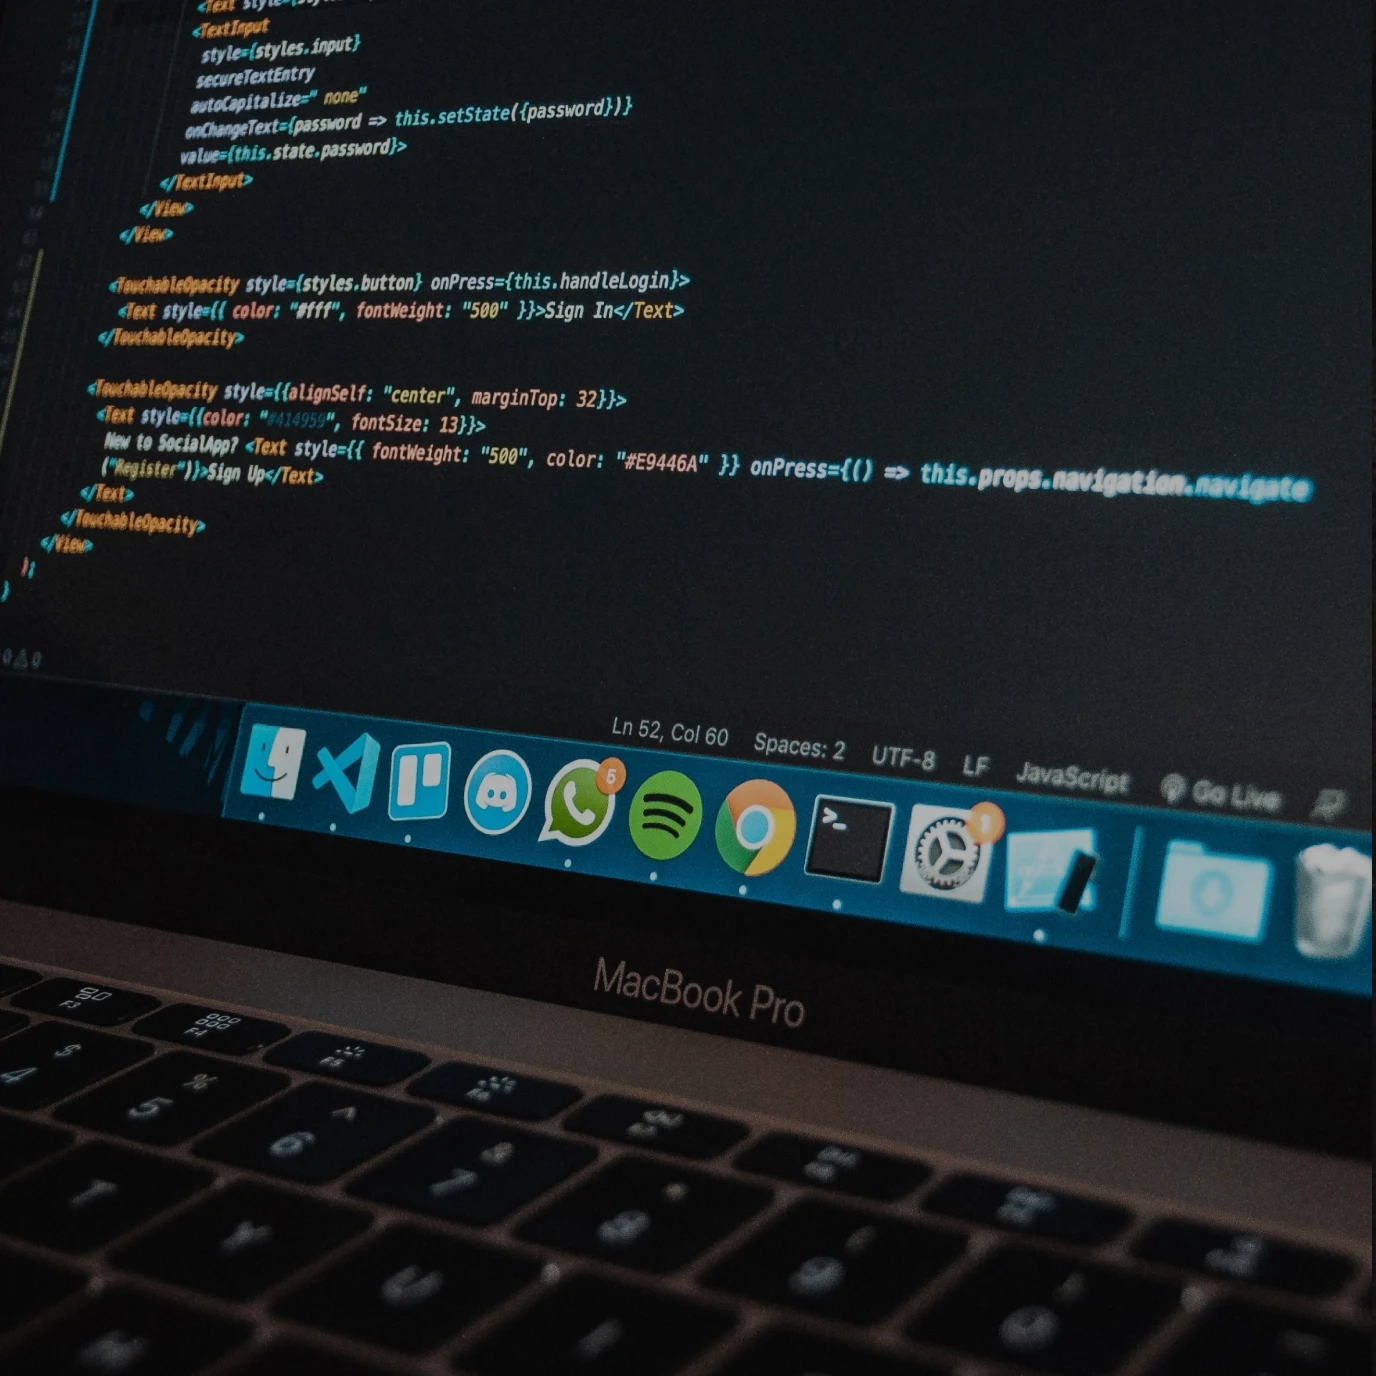 <Text style={
<TextInput
style={styles.input}
secureTextEntry
autoCapitalize=" none"
onChangeText={password => this.setState({password})}
value={this.state.password}>
</TextInput>
</View>
</View>
<TouchableOpacity style={styles.button} onPress={this.handleLogin}>
<Text style={{ color: "#fff", fontWeight: "500" }}>Sign In</Text>
</TouchableOpacity>
<TouchableOpacity style={{alignSelf: "center", marginTop: 32}}>
<Text style={{color: "#414959", fontSize: 13}}>
New to SocialApp? <Text style={{ fontWeight: "500", color: "#E9446A" }} onPress={() => this.props.navigation.navigate
("Register")}>Sign Up</Text>
</Text>
</TouchableOpacity>
</View>
);
}
0 0
Ln 52, Col 60 Spaces: 2 UTF-8 LF JavaScript Go Live
5
>_
1
MacBook Pro
F3 F4 F5 F6
$ % ^ & *
4 5 6 7 8 9 0
T Y U I
H